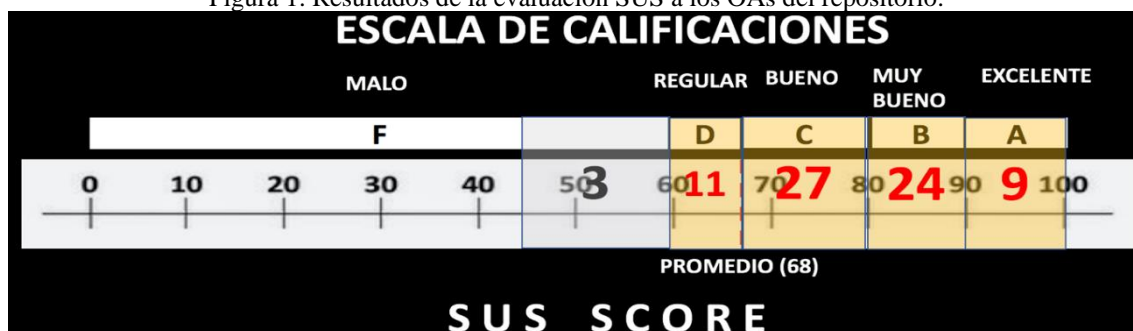 Figura 1. Resultados de la evaluación SUS a los OAs del repositorio.
ESCALA DE CALIFICACIONES
MALO REGULAR BUENO MUY BUENO EXCELENTE
F D C B A
0 10 20 30 40 50 60 70 80 90 100
3 11 27 24 9
PROMEDIO (68)
SUS SCORE